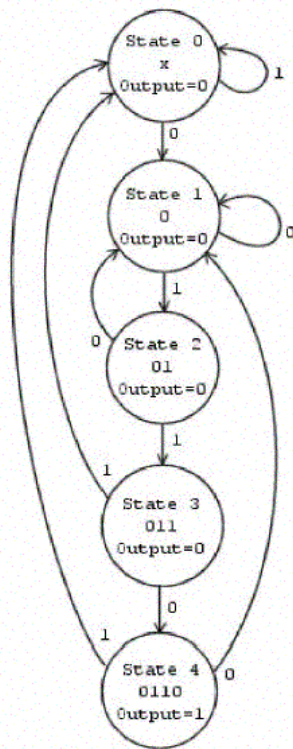 State 0
x
Output=0
1
0
State 1
0
Output=0
0
1
0
State 2
01
Output=0
1
1
State 3
011
Output=0
0
1
State 4
0110
Output=1
0